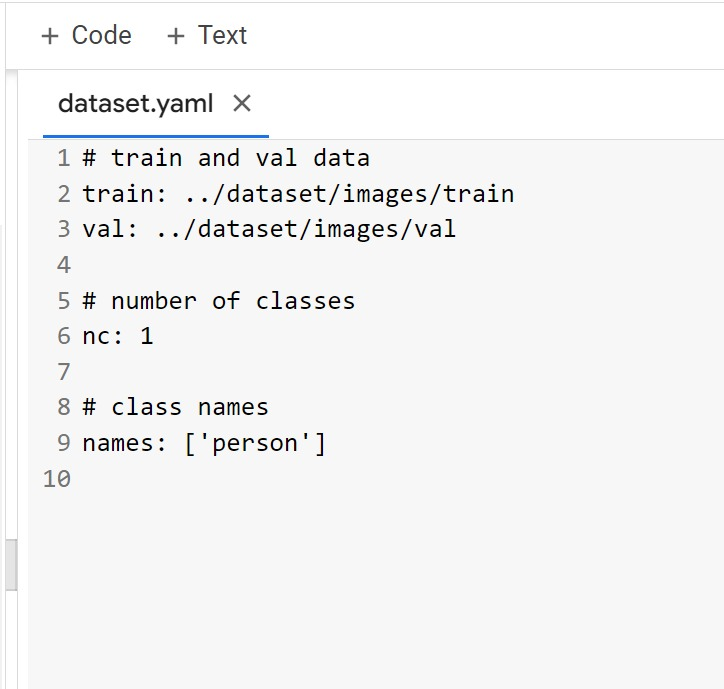 + Code + Text
dataset.yaml ×
1 # train and val data
2 train: ../dataset/images/train
3 val: ../dataset/images/val
4
5 # number of classes
6 nc: 1
7
8 # class names
9 names: ['person']
10